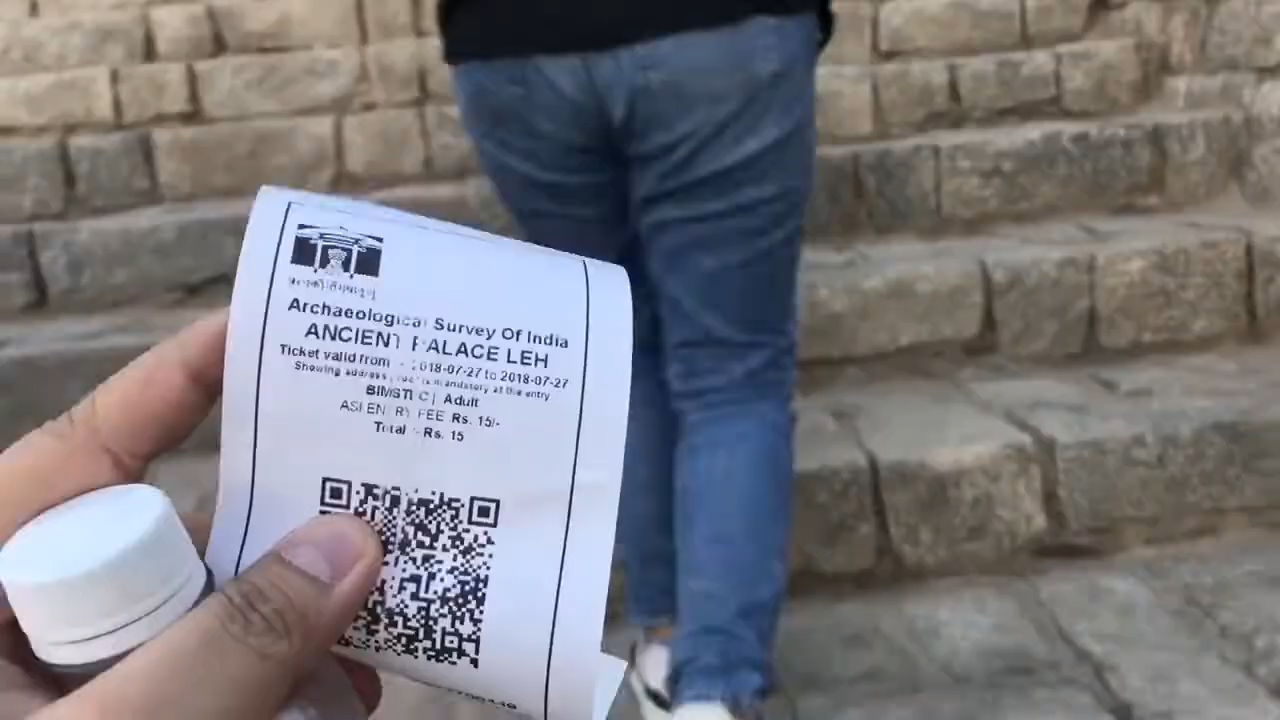 Archaeological Survey Of India
ANCIENT PALACE LEH
Ticket valid from - 2018-07-27 to 2018-07-27
Showing address is mandatory at the entry
BIMSTEC | Adult
ASI ENTRY FEE Rs. 15/-
Total :- Rs. 15